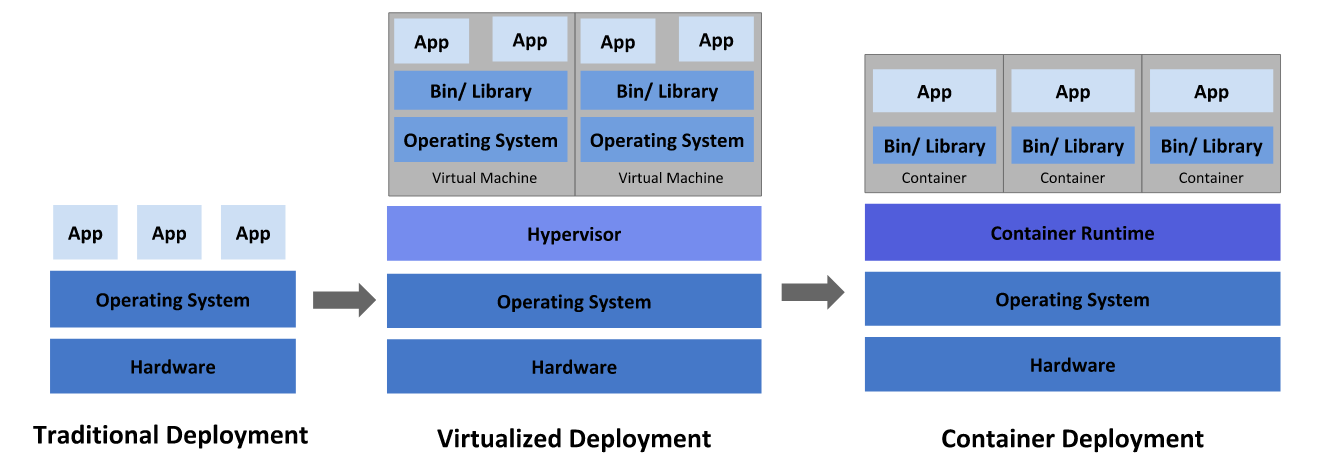 App App App
Operating System
Hardware
Traditional Deployment
App App App App
Bin/ Library Bin/ Library
Operating System Operating System
Virtual Machine Virtual Machine
Hypervisor
Operating System
Hardware
Virtualized Deployment
App App App
Bin/ Library Bin/ Library Bin/ Library
Container Container Container
Container Runtime
Operating System
Hardware
Container Deployment